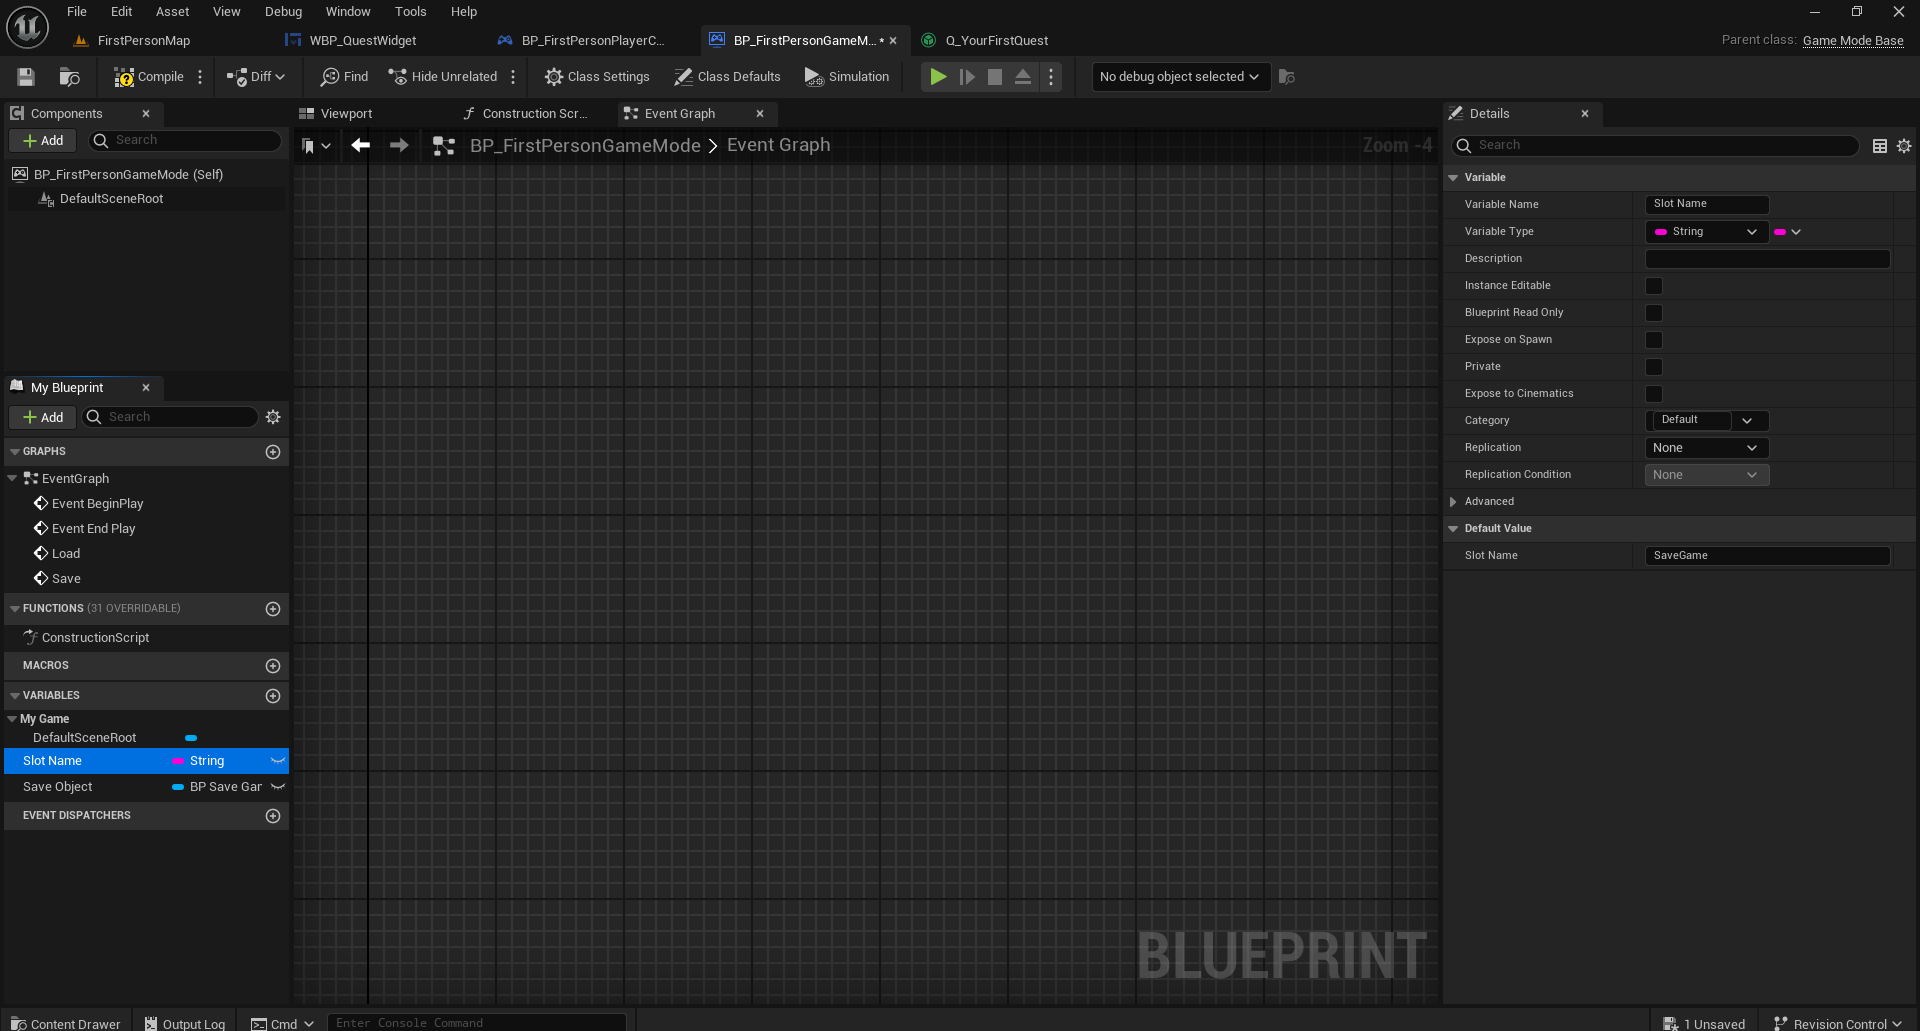 File Edit Asset View Debug Window Tools Help
FirstPersonMap WBP_QuestWidget BP_FirstPersonPlayerC... BP_FirstPersonGameM... • Q_YourFirstQuest Parent class: Game Mode Base
Compile Diff Find Hide Unrelated Class Settings Class Defaults Simulation No debug object selected
Components
Add Search
BP_FirstPersonGameMode (Self)
DefaultSceneRoot
My Blueprint
Add Search
GRAPHS
EventGraph
Event BeginPlay
Event End Play
Load
Save
FUNCTIONS (31 OVERRIDABLE)
ConstructionScript
MACROS
VARIABLES
My Game
DefaultSceneRoot
Slot Name String
Save Object BP Save Gar
EVENT DISPATCHERS
Viewport Construction Scr... Event Graph
BP_FirstPersonGameMode > Event Graph Zoom -4
BLUEPRINT
Details
Search
Variable
Variable Name Slot Name
Variable Type String
Description
Instance Editable
Blueprint Read Only
Expose on Spawn
Private
Expose to Cinematics
Category Default
Replication None
Replication Condition None
Advanced
Default Value
Slot Name SaveGame
Content Drawer Output Log Cmd Enter Console Command 1 Unsaved Revision Control